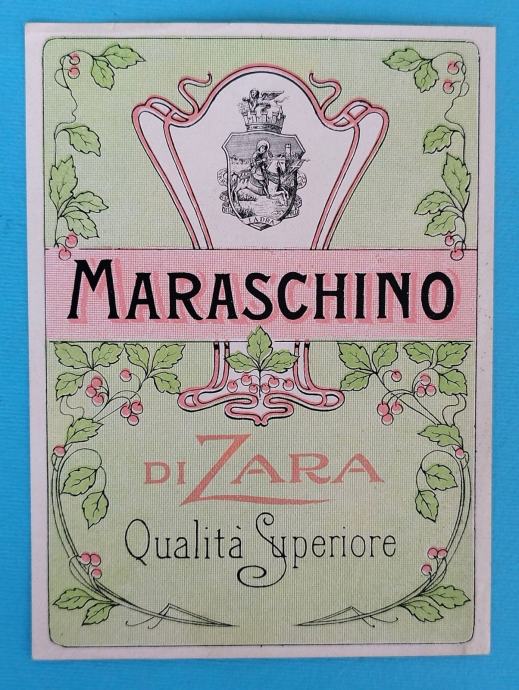 MARASCHINO
DI ZARA
Qualità Superiore